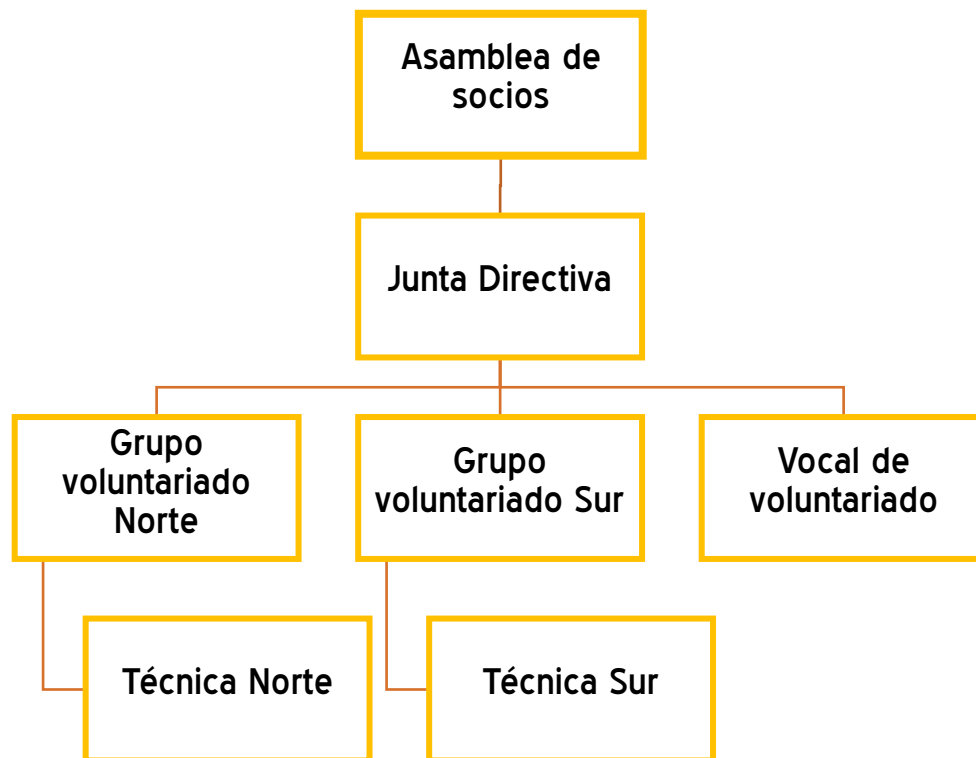 Asamblea de
socios
Junta Directiva
Grupo
voluntariado
Norte
Grupo
voluntariado Sur
Vocal de
voluntariado
Técnica Norte
Técnica Sur